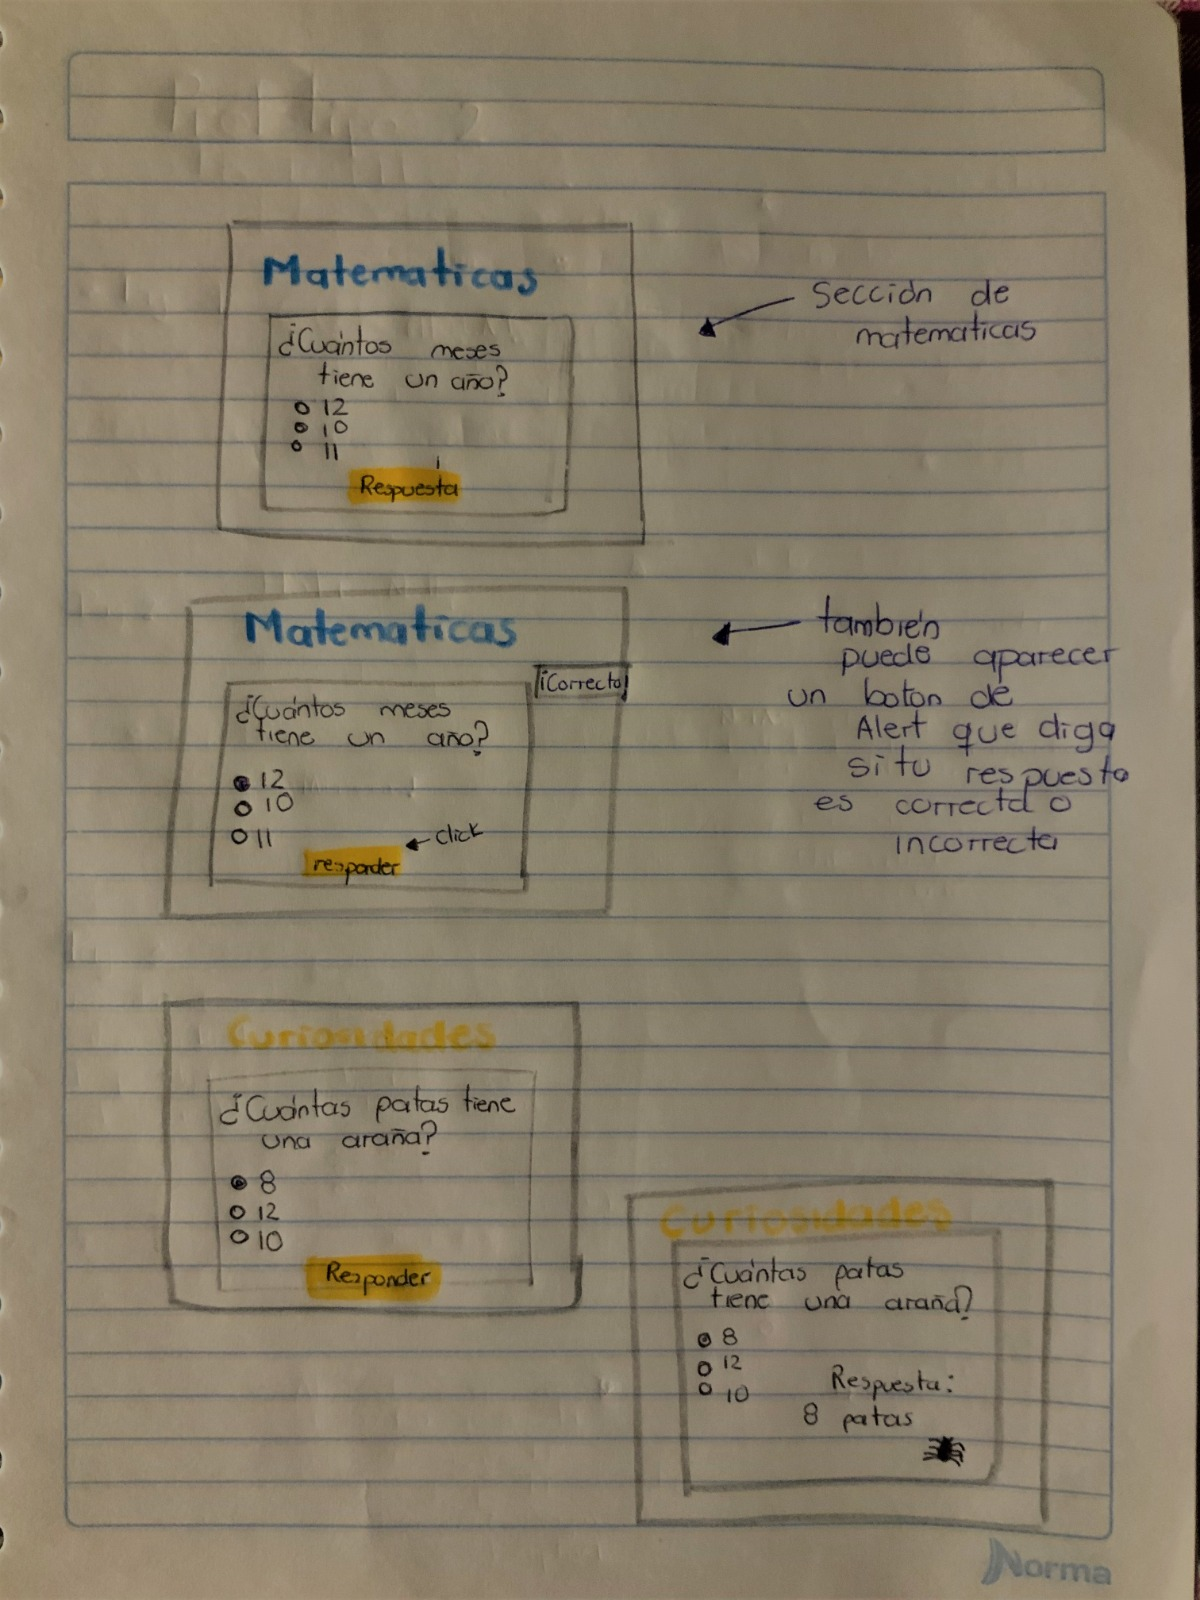 Matematicas
¿Cuántos meses
tiene un año?
12
10
11
Respuesta
Sección de
matematicas
Matematicas
¡Correcto!
¿Cuántos meses
tiene un año?
12
10
11
click
responder
también
puede aparecer
un boton de
Alert que diga
si tu respuesta
es correcta o
incorrecta
Curiosidades
¿Cuántas patas tiene
una araña?
8
12
10
Responder
Curiosidades
¿Cuántas patas
tiene una araña?
8
12
10
Respuesta:
8 patas
Norma